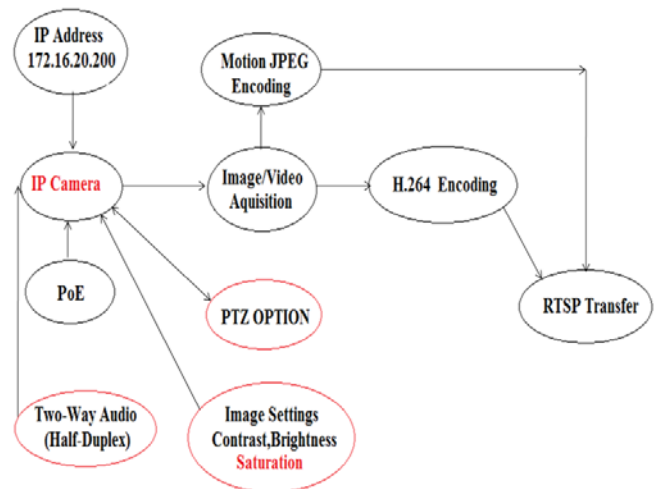 IP Address
172.16.20.200
Motion JPEG
Encoding
IP Camera
Image/Video
Aquisition
H.264 Encoding
PoE
PTZ OPTION
RTSP Transfer
Two-Way Audio
(Half-Duplex)
Image Settings
Contrast,Brightness
Saturation